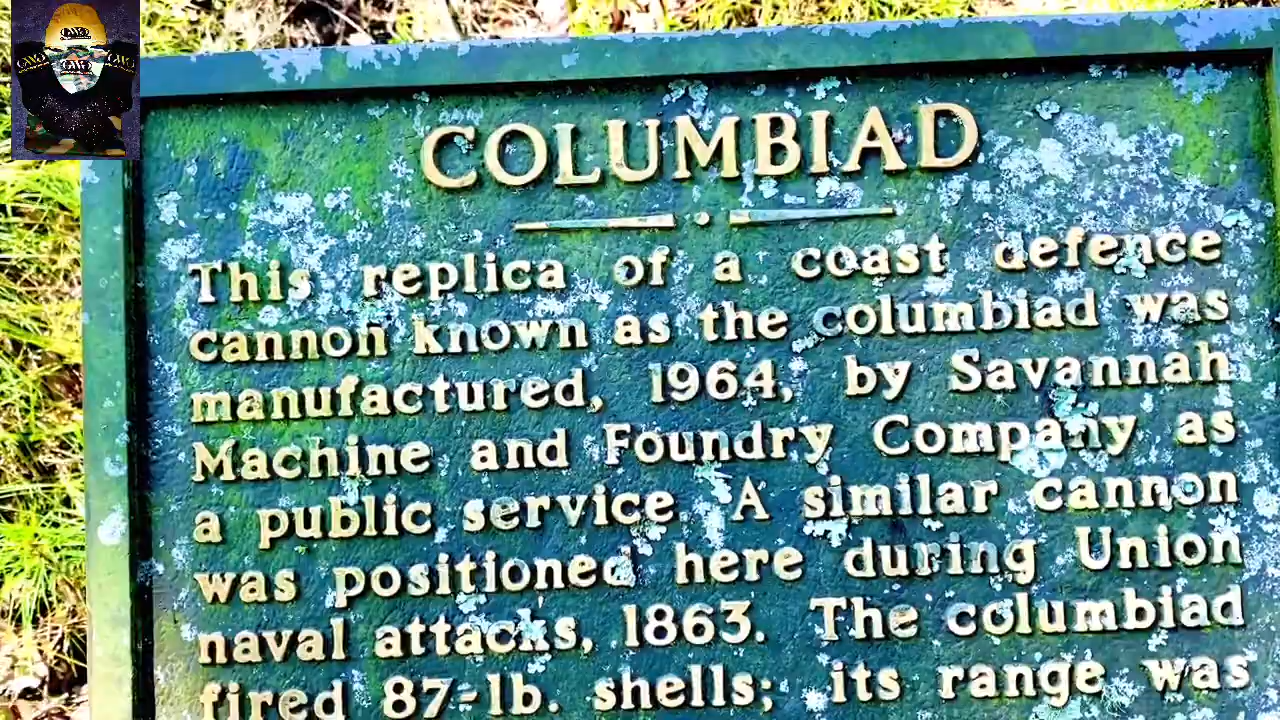 COLUMBIAD
This replica of a coast defence
cannon known as the columbiad was
manufactured, 1964, by Savannah
Machine and Foundry Company as
a public service. A similar cannon
was positioned here during Union
naval attacks, 1863. The columbiad
fired 87-lb. shells; its range was